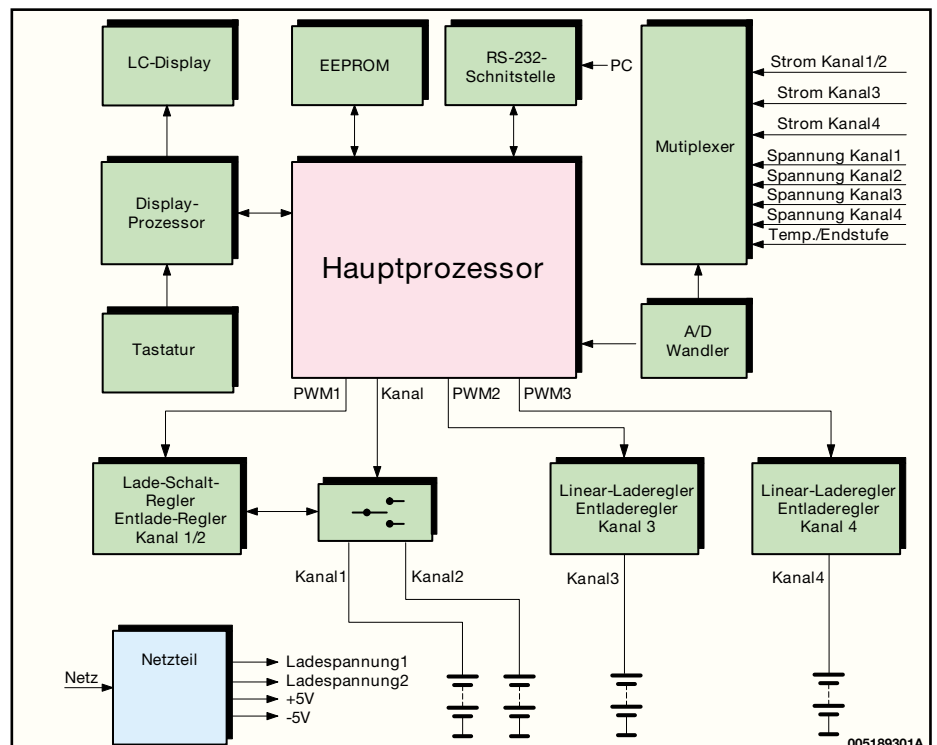 LC-Display
EEPROM
RS-232-
Schnitstelle
PC
Mutiplexer
Strom Kanal1/2
Strom Kanal3
Strom Kanal4
Spannung Kanal1
Spannung Kanal2
Spannung Kanal3
Spannung Kanal4
Temp./Endstufe
Display-
Prozessor
Hauptprozessor
Tastatur
A/D
Wandler
PWM1
Kanal
PWM2
PWM3
Lade-Schalt-
Regler
Entlade-Regler
Kanal 1/2
Linear-Laderegler
Entladeregler
Kanal 3
Linear-Laderegler
Entladeregler
Kanal 4
Kanal1
Kanal2
Kanal3
Kanal4
Netz
Netzteil
Ladespannung1
Ladespannung2
+5V
-5V
005189301A